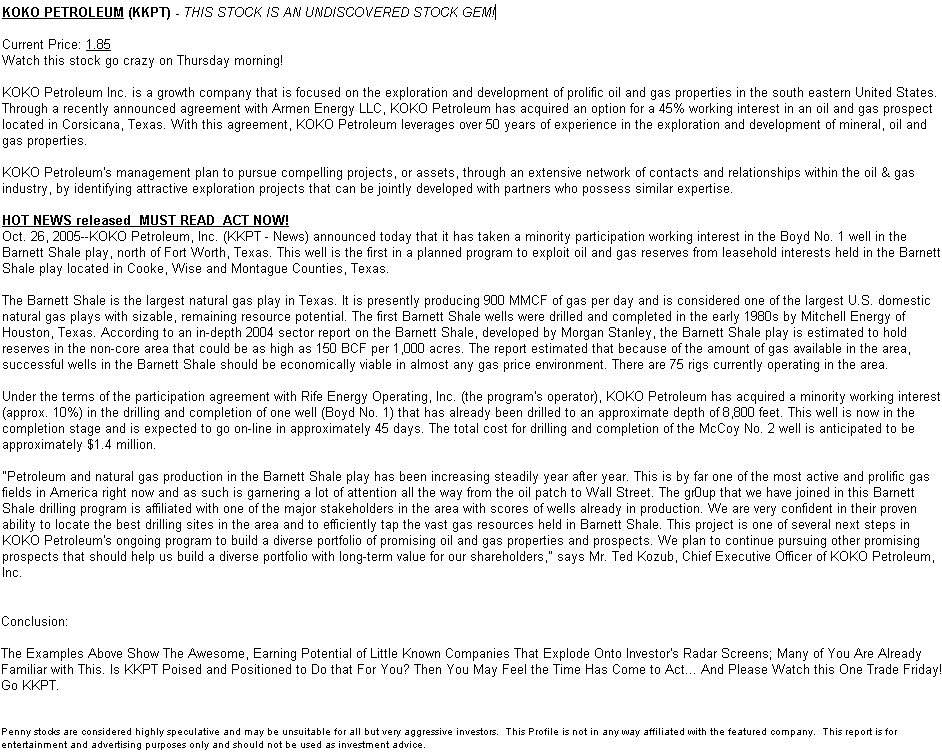 KOKO PETROLEUM (KKPT) - THIS STOCK IS AN UNDISCOVERED STOCK GEM!
Current Price: 1.85
Watch this stock go crazy on Thursday morning!
KOKO Petroleum Inc. is a growth company that is focused on the exploration and development of prolific oil and gas properties in the south eastern United States.
Through a recently announced agreement with Armen Energy LLC, KOKO Petroleum has acquired an option for a 45% working interest in an oil and gas prospect
located in Corsicana, Texas. With this agreement, KOKO Petroleum leverages over 50 years of experience in the exploration and development of mineral, oil and
gas properties.
KOKO Petroleum's management plan to pursue compelling projects, or assets, through an extensive network of contacts and relationships within the oil & gas
industry, by identifying attractive exploration projects that can be jointly developed with partners who possess similar expertise.
HOT NEWS released MUST READ ACT NOW!
Oct. 26, 2005--KOKO Petroleum, Inc. (KKPT - News) announced today that it has taken a minority participation working interest in the Boyd No. 1 well in the
Barnett Shale play, north of Fort Worth, Texas. This well is the first in a planned program to exploit oil and gas reserves from leasehold interests held in the Barnett
Shale play located in Cooke, Wise and Montague Counties, Texas.
The Barnett Shale is the largest natural gas play in Texas. It is presently producing 900 MMCF of gas per day and is considered one of the largest U.S. domestic
natural gas plays with sizable, remaining resource potential. The first Barnett Shale wells were drilled and completed in the early 1980s by Mitchell Energy of
Houston, Texas. According to an in-depth 2004 sector report on the Barnett Shale, developed by Morgan Stanley, the Barnett Shale play is estimated to hold
reserves in the non-core area that could be as high as 150 BCF per 1,000 acres. The report estimated that because of the amount of gas available in the area,
successful wells in the Barnett Shale should be economically viable in almost any gas price environment. There are 75 rigs currently operating in the area.
Under the terms of the participation agreement with Rife Energy Operating, Inc. (the program's operator), KOKO Petroleum has acquired a minority working interest
(approx. 10%) in the drilling and completion of one well (Boyd No. 1) that has already been drilled to an approximate depth of 8,800 feet. This well is now in the
completion stage and is expected to go on-line in approximately 45 days. The total cost for drilling and completion of the McCoy No. 2 well is anticipated to be
approximately $1.4 million.
"Petroleum and natural gas production in the Barnett Shale play has been increasing steadily year after year. This is by far one of the most active and prolific gas
fields in America right now and as such is garnering a lot of attention all the way from the oil patch to Wall Street. The gr0up that we have joined in this Barnett
Shale drilling program is affiliated with one of the major stakeholders in the area with scores of wells already in production. We are very confident in their proven
ability to locate the best drilling sites in the area and to efficiently tap the vast gas resources held in Barnett Shale. This project is one of several next steps in
KOKO Petroleum's ongoing program to build a diverse portfolio of promising oil and gas properties and prospects. We plan to continue pursuing other promising
prospects that should help us build a diverse portfolio with long-term value for our shareholders," says Mr. Ted Kozub, Chief Executive Officer of KOKO Petroleum,
Inc.
Conclusion:
The Examples Above Show The Awesome, Earning Potential of Little Known Companies That Explode Onto Investor's Radar Screens; Many of You Are Already
Familiar with This. Is KKPT Poised and Positioned to Do that For You? Then You May Feel the Time Has Come to Act... And Please Watch this One Trade Friday!
Go KKPT.
Penny stocks are considered highly speculative and may be unsuitable for all but very aggressive investors. This Profile is not in any way affiliated with the featured company. This report is for
entertainment and advertising purposes only and should not be used as investment advice.